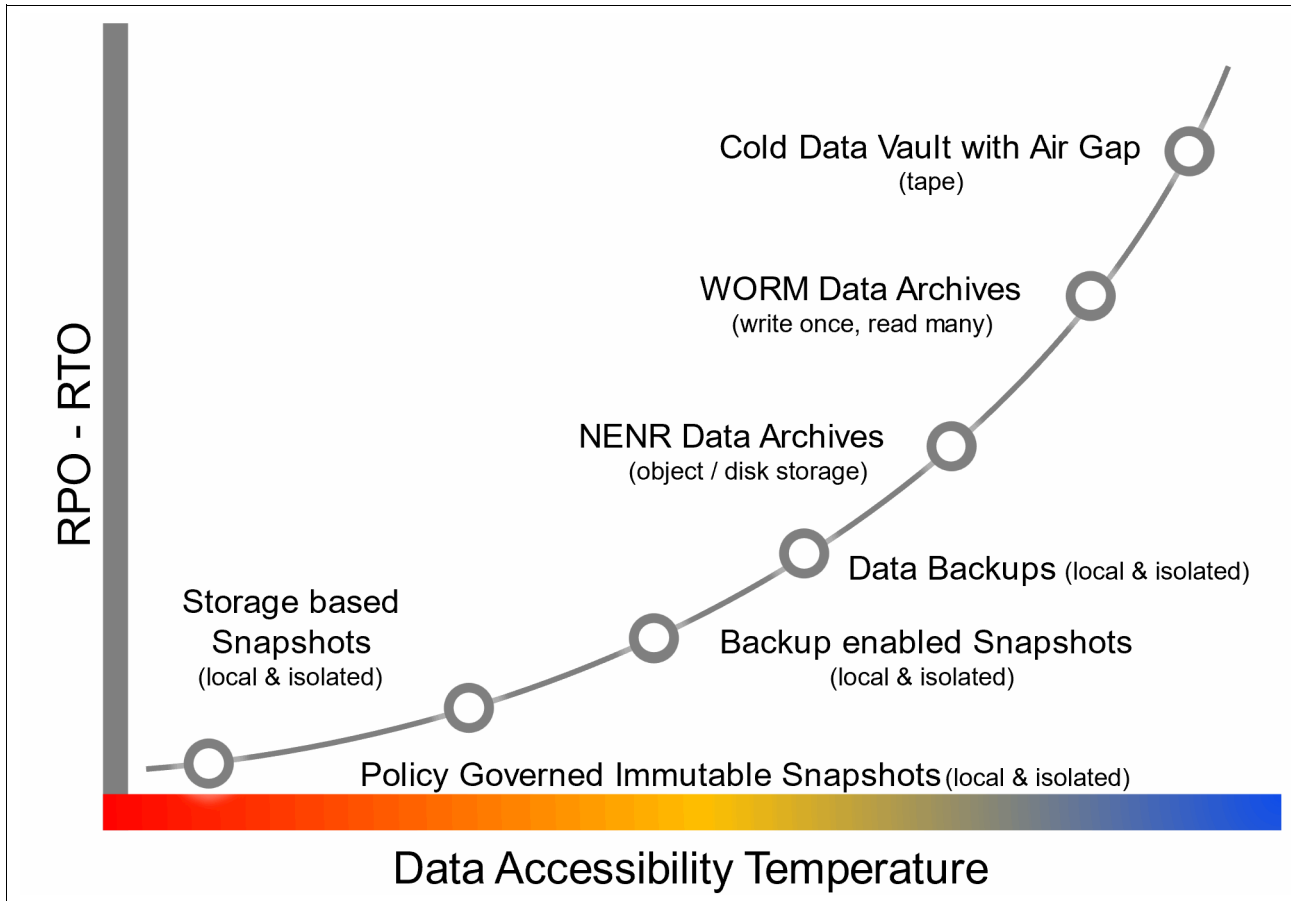 Cold Data Vault with Air Gap
(tape)
WORM Data Archives
(write once, read many)
NENR Data Archives
(object / disk storage)
RPO - RTO
Data Backups (local & isolated)
Storage based
Snapshots
(local & isolated)
Backup enabled Snapshots
(local & isolated)
Policy Governed Immutable Snapshots (local & isolated)
Data Accessibility Temperature